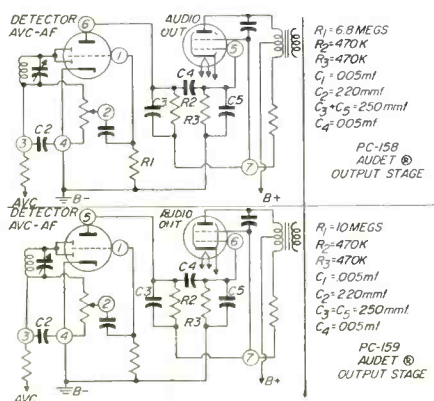 DETECTOR
AVC-AF
6
1
AUDIO
OUT
5
C4
C3
R2
R3
C5
2
C2
3
4
R1
7
AVC
B-
B+
R1=6.8 MEGS
R2=470K
R3=470K
C1=.005mf
C2=220mmf
C3+C5=250mmf
C4=.005mf
PC-158
AUDET ®
OUTPUT STAGE
DETECTOR
AVC-AF
5
1
AUDIO
OUT
6
C4
C3
R2
R3
C5
2
C2
3
4
7
AVC
B-
B+
R1=10 MEGS
R2=470K
R3=470K
C1=.005mf
C2=220mmf
C3=C5=250mmf
C4=.005mf
PC-159
AUDET ®
OUTPUT STAGE